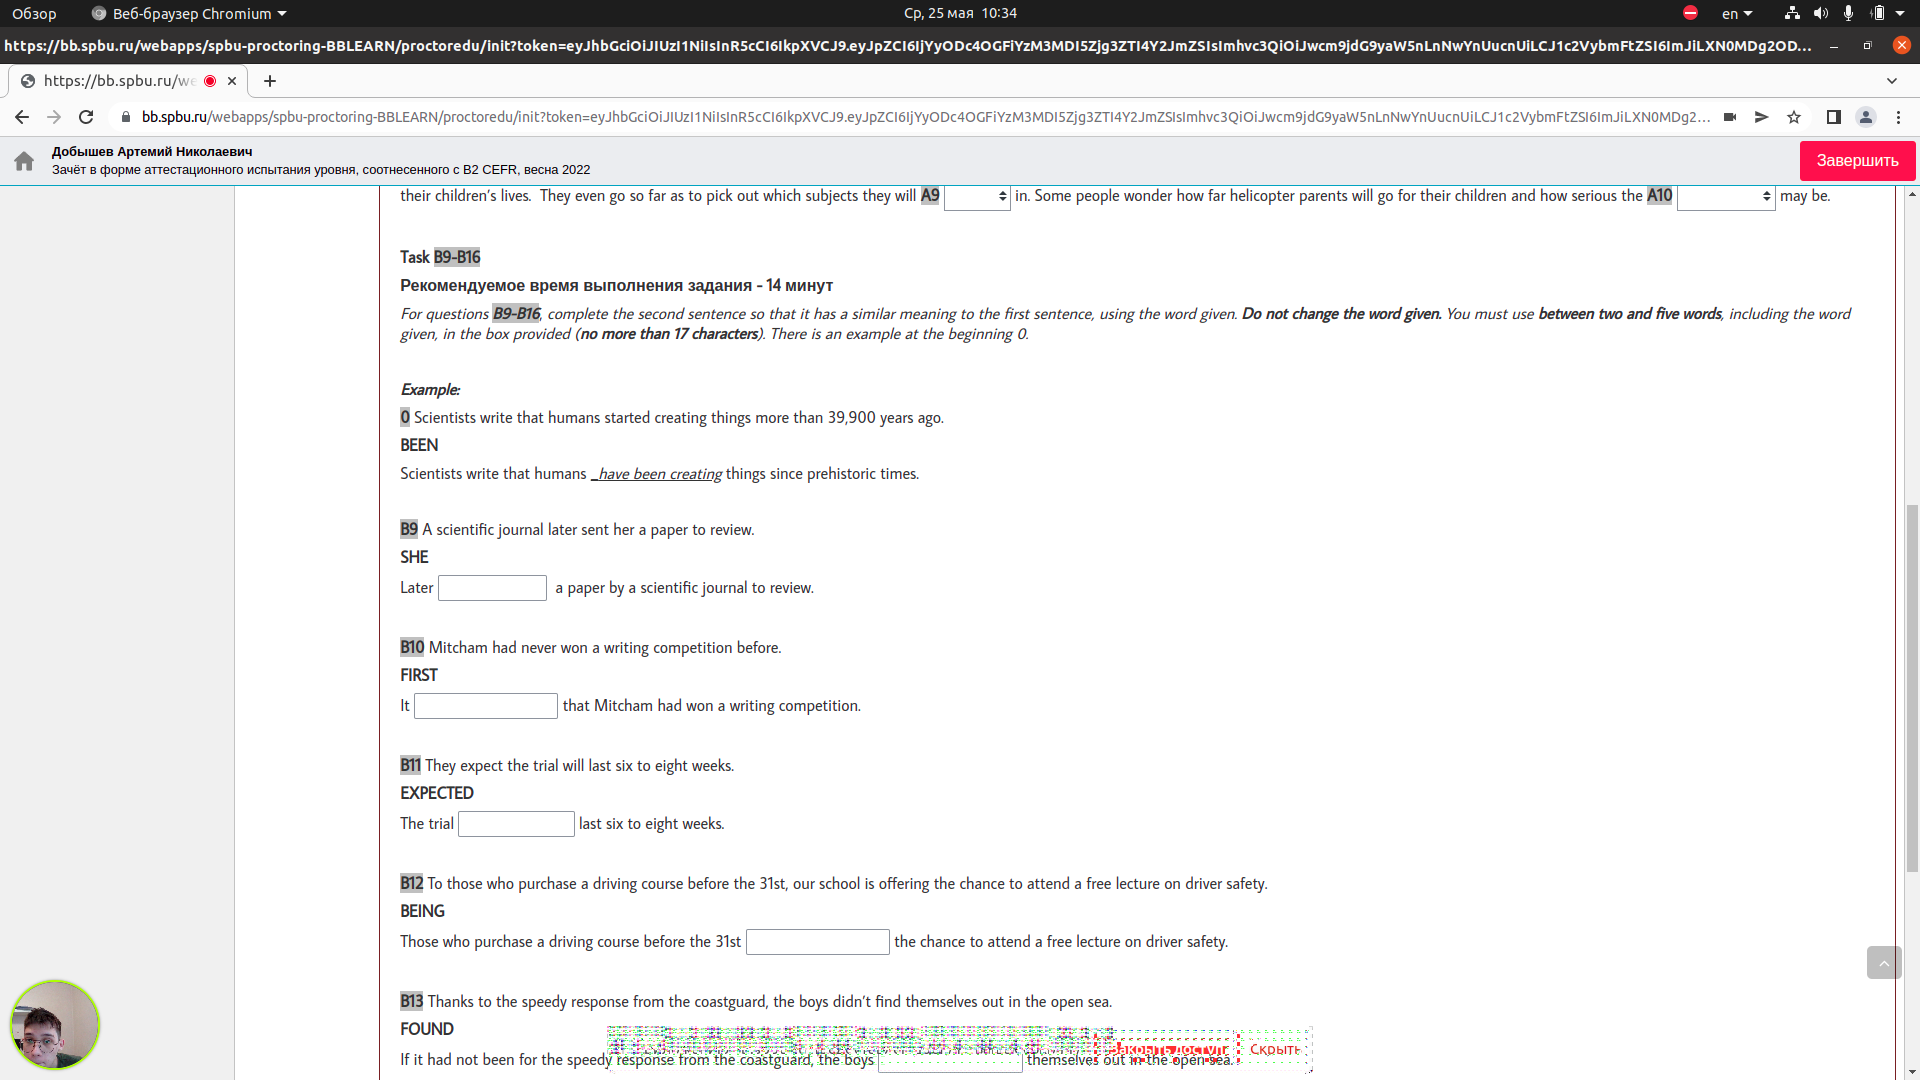 Обзор Веб-браузер Chromium Ср, 25 мая 10:34 en
https://bb.spbu.ru/webapps/spbu-proctoring-BBLEARN/proctoredu/init?token=
https://bb.spbu.ru/we
bb.spbu.ru/webapps/spbu-proctoring-BBLEARN/proctoredu/init?token=
Добышев Артемий Николаевич
Зачёт в форме аттестационного испытания уровня, соотнесенного с B2 CEFR, весна 2022
Завершить
their children's lives. They even go so far as to pick out which subjects they will A9 in. Some people wonder how far helicopter parents will go for their children and how serious the A10 may be.
Task B9-B16
Рекомендуемое время выполнения задания - 14 минут
For questions B9-B16, complete the second sentence so that it has a similar meaning to the first sentence, using the word given. Do not change the word given. You must use between two and five words, including the word
given, in the box provided (no more than 17 characters). There is an example at the beginning 0.
Example:
0 Scientists write that humans started creating things more than 39,900 years ago.
BEEN
Scientists write that humans _have been creating things since prehistoric times.
B9 A scientific journal later sent her a paper to review.
SHE
Later a paper by a scientific journal to review.
B10 Mitcham had never won a writing competition before.
FIRST
It that Mitcham had won a writing competition.
B11 They expect the trial will last six to eight weeks.
EXPECTED
The trial last six to eight weeks.
B12 To those who purchase a driving course before the 31st, our school is offering the chance to attend a free lecture on driver safety.
BEING
Those who purchase a driving course before the 31st the chance to attend a free lecture on driver safety.
B13 Thanks to the speedy response from the coastguard, the boys didn't find themselves out in the open sea.
FOUND
Закрыть доступ Скрыть
If it had not been for the speedy response from the coastguard, the boys themselves out in the open sea.